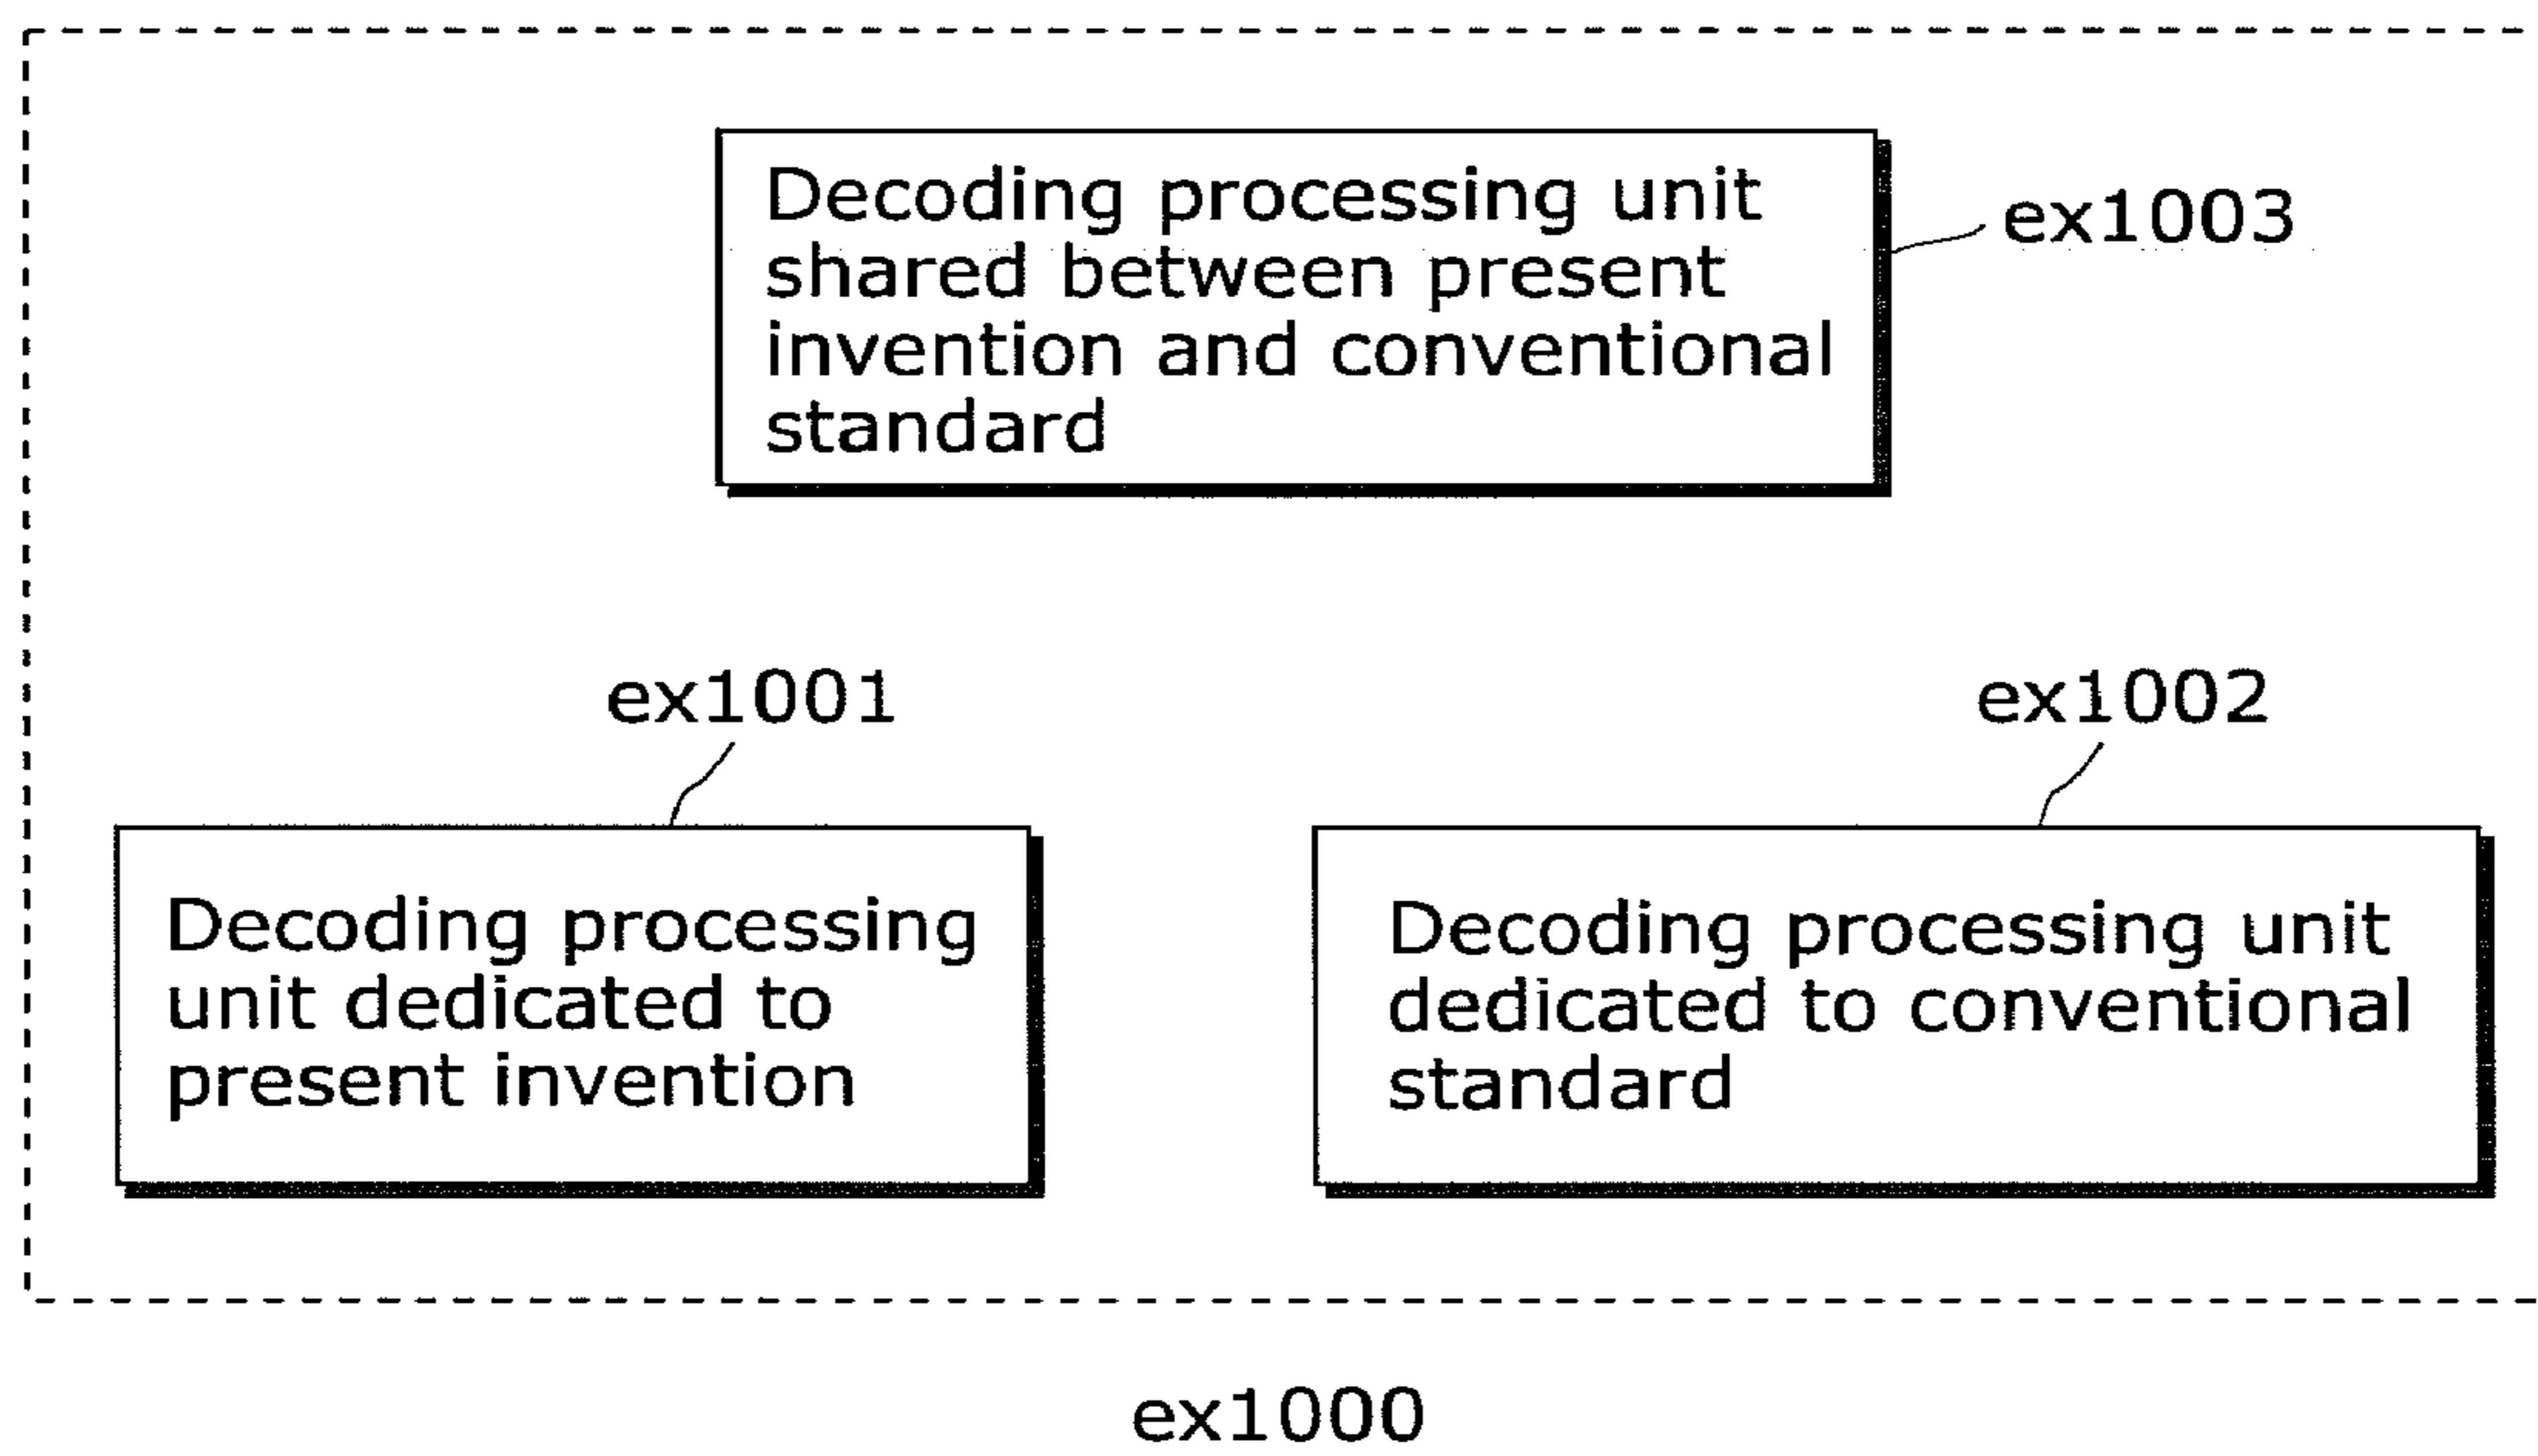 Decoding processing unit
shared between present
invention and conventional
standard
ex1003
ex1001
ex1002
Decoding processing
unit dedicated to
present invention
Decoding processing unit
dedicated to conventional
standard
ex1000